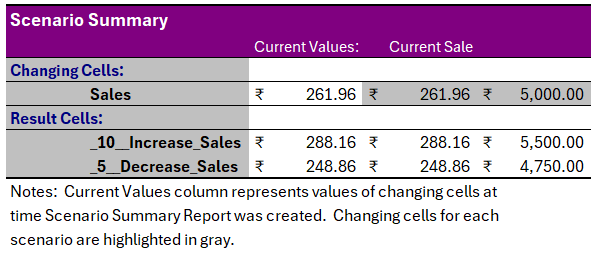 Scenario Summary
Current Values: Current Sale
Changing Cells:
Sales ₹ 261.96 ₹ 261.96 ₹ 5,000.00
Result Cells:
_10__Increase_Sales ₹ 288.16 ₹ 288.16 ₹ 5,500.00
_5__Decrease_Sales ₹ 248.86 ₹ 248.86 ₹ 4,750.00
Notes: Current Values column represents values of changing cells at
time Scenario Summary Report was created. Changing cells for each
scenario are highlighted in gray.